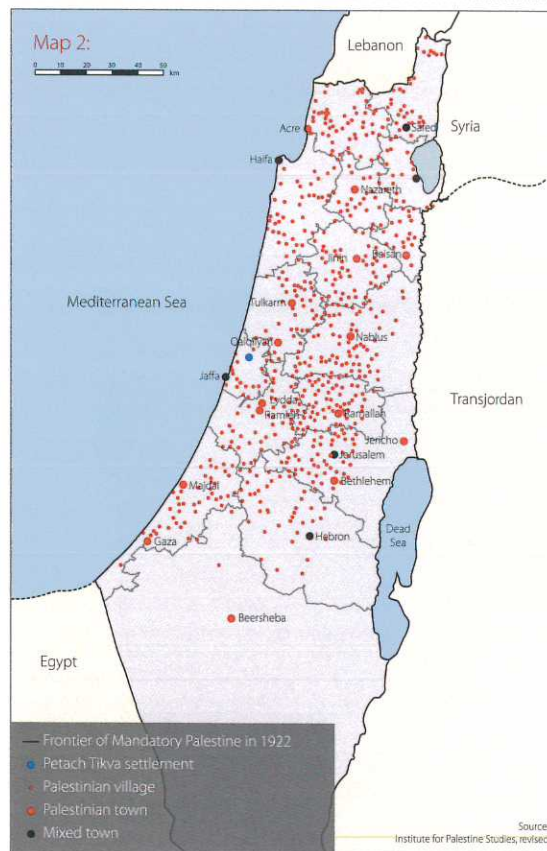 Map 2:
0 10 20 30 40 50
km
Lebanon
Syria
Acre
Safed
Haifa
Nazareth
Jinin
Baisan
Mediterranean Sea
Tulkarm
Qalqilyah
Nablus
Jaffa
Transjordan
Lydda
Ramleh
Ramallah
Jericho
Jerusalem
Majdal
Bethlehem
Dead
Sea
Gaza
Hebron
Beersheba
Egypt
Frontier of Mandatory Palestine in 1922
Petach Tikva settlement
Palestinian village
Palestinian town
Mixed town
Source
Institute for Palestine Studies, revised